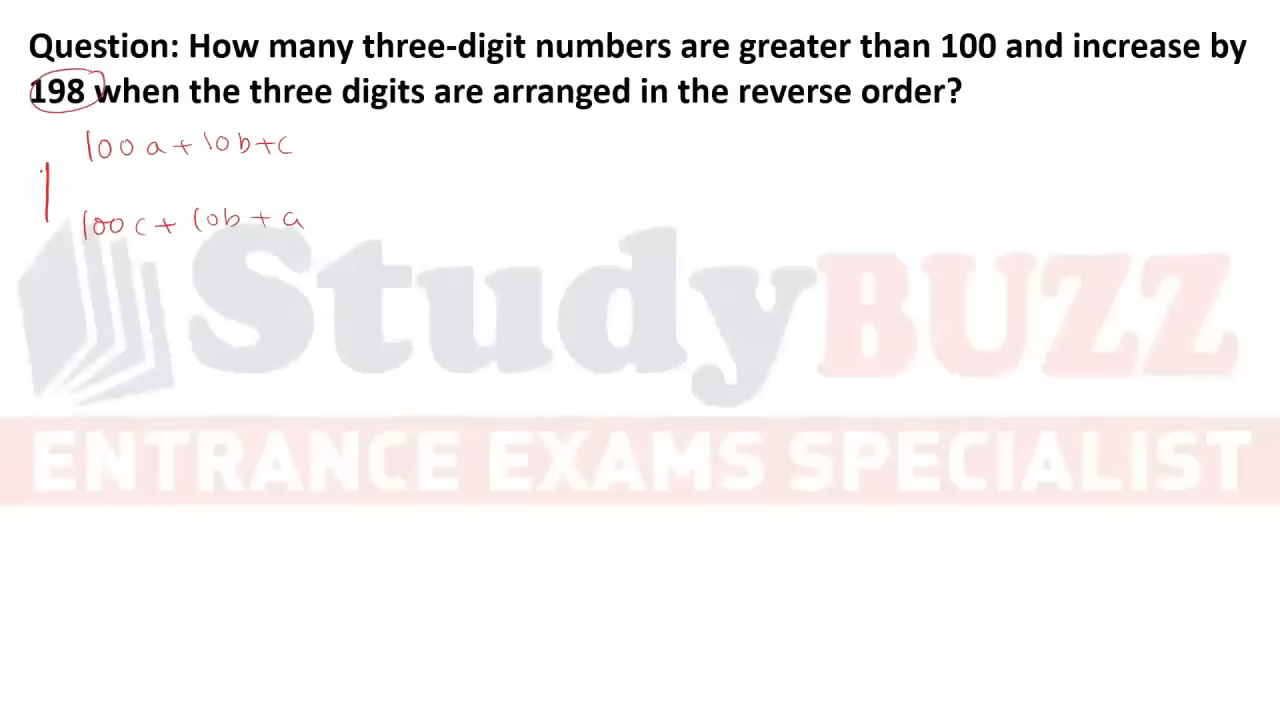 Question: How many three-digit numbers are greater than 100 and increase by
198 when the three digits are arranged in the reverse order?
100a+10b+c
100c+10b+a
StudyBUZZ
ENTRANCE EXAMS SPECIALIST